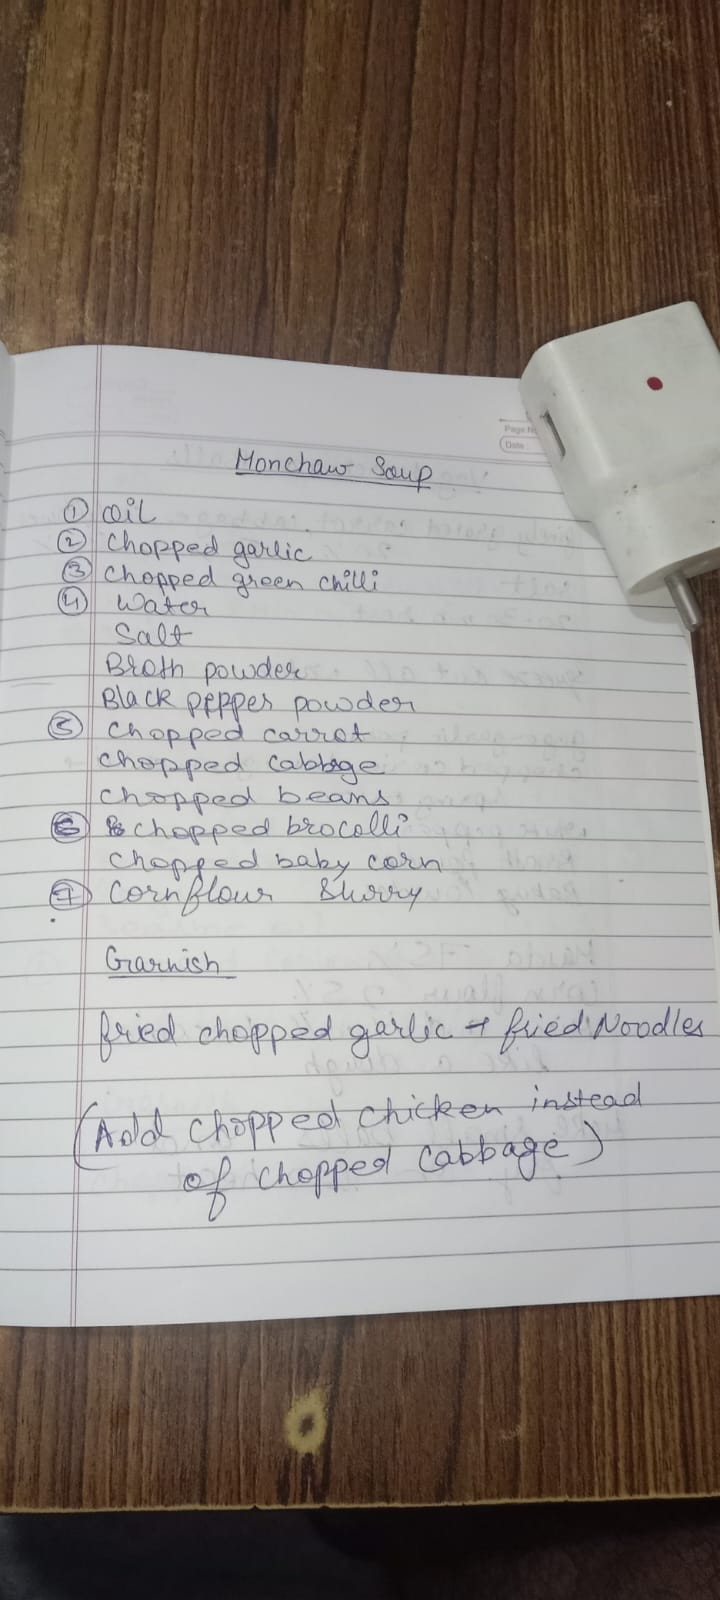 Page No
Date
Monchaw Soup
① oil
② Chopped garlic
③ Chopped green chilli
④ Water
Salt
Broth powder
Black pepper powder
⑤ Chopped carrot
Chopped cabbage
Chopped beans
⑥ chopped brocolli
Chopped baby corn
⑦ Cornflour Slurry
Garnish
fried chopped garlic + fried Noodles
(Add chopped chicken instead
of chopped cabbage)